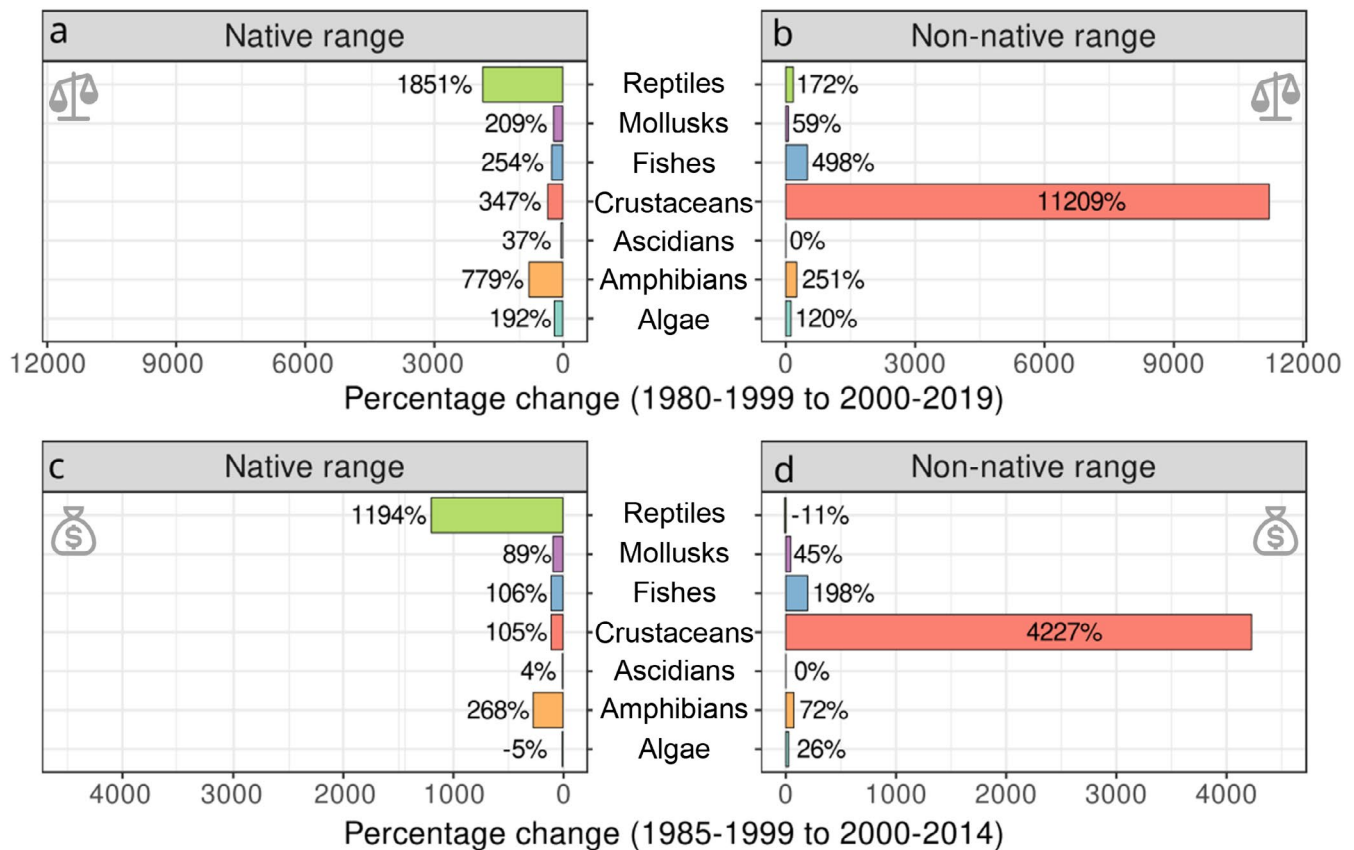 a Native range
b Non-native range
1851% Reptiles 172%
209% Mollusks 59%
254% Fishes 498%
347% Crustaceans 11209%
37% Ascidians 0%
779% Amphibians 251%
192% Algae 120%
12000 9000 6000 3000 0 0 3000 6000 9000 12000
Percentage change (1980-1999 to 2000-2019)
c Native range
d Non-native range
$ $
1194% Reptiles -11%
89% Mollusks 45%
106% Fishes 198%
105% Crustaceans 4227%
4% Ascidians 0%
268% Amphibians 72%
-5% Algae 26%
4000 3000 2000 1000 0 0 1000 2000 3000 4000
Percentage change (1985-1999 to 2000-2014)